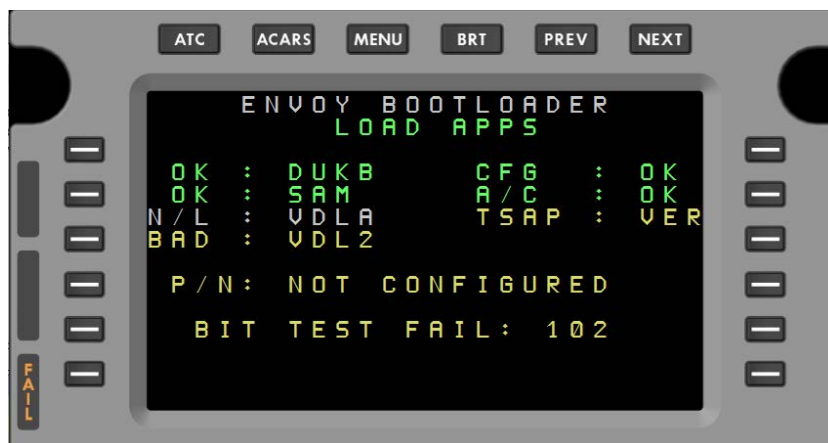 ATC ACARS MENU BRT PREV NEXT
ENVOY BOOTLOADER
LOAD APPS
OK : DUKB CFG : OK
OK : SAM A/C : OK
N/L : VDLA TSAP : VER
BAD : VDL2
P/N: NOT CONFIGURED
BIT TEST FAIL: 102
FAIL